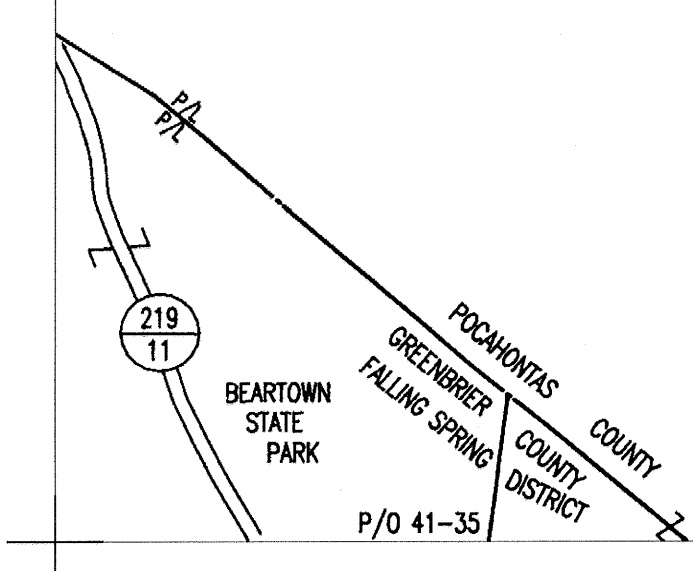 P/L
P/L
219
11
BEARTOWN
STATE
PARK
POCAHONTAS COUNTY
GREENBRIER COUNTY
FALLING SPRING DISTRICT
P/O 41-35